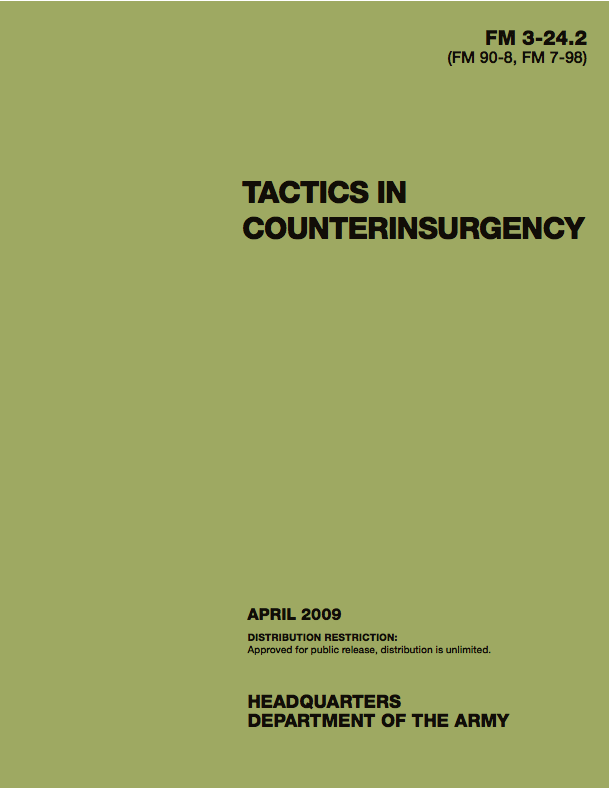 FM 3-24.2
(FM 90-8, FM 7-98)
TACTICS IN
COUNTERINSURGENCY
APRIL 2009
DISTRIBUTION RESTRICTION:
Approved for public release, distribution is unlimited.
HEADQUARTERS
DEPARTMENT OF THE ARMY